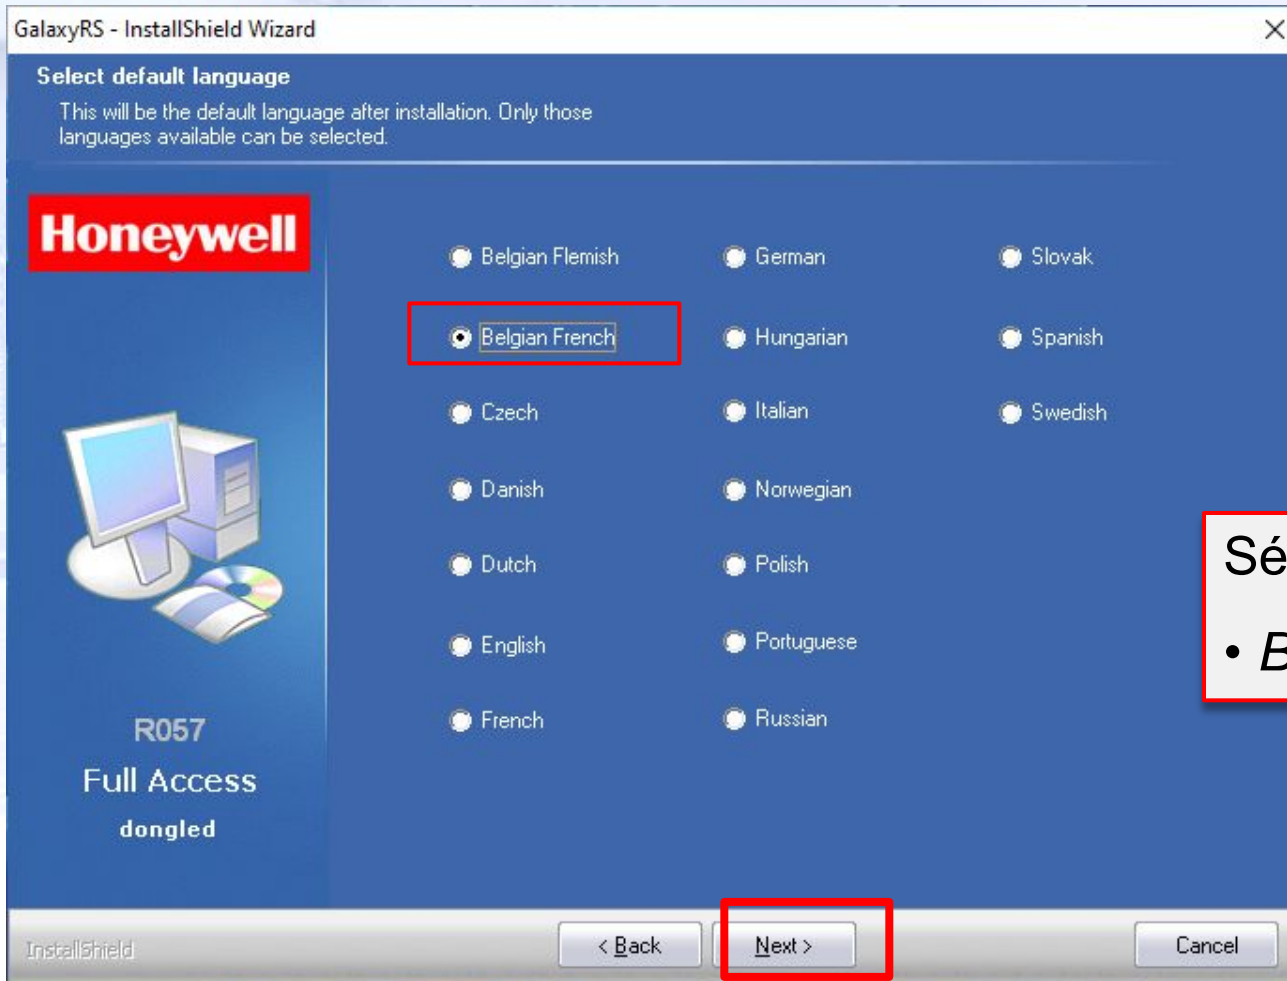 GalaxyRS - InstallShield Wizard
Select default language
This will be the default language after installation. Only those
languages available can be selected.
Honeywell
Belgian Flemish
Belgian French
Czech
Danish
Dutch
English
French
German
Hungarian
Italian
Norwegian
Polish
Portuguese
Russian
Slovak
Spanish
Swedish
R057
Full Access
dongled
Sé
• B
InstallShield
< Back
Next >
Cancel